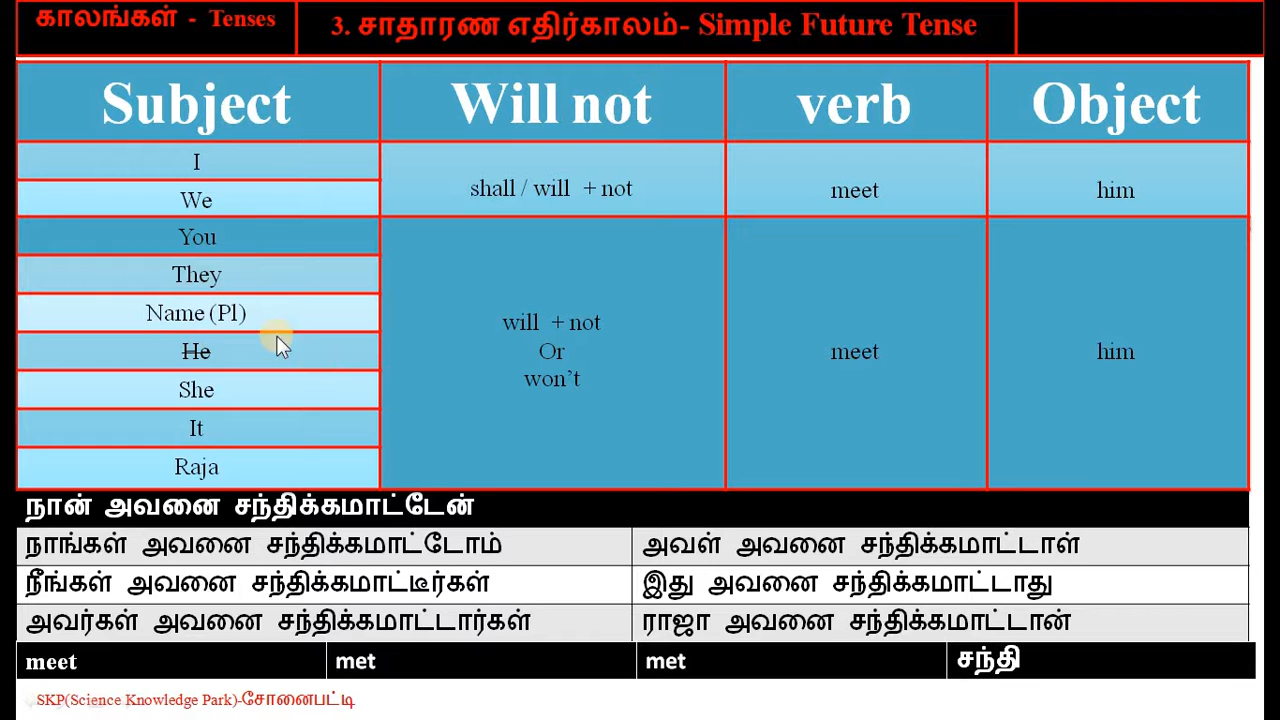 காலங்கள் - Tenses
3. சாதாரண எதிர்காலம்- Simple Future Tense
Subject Will not verb Object
I
We
shall / will + not meet him
You
They
Name (Pl)
He
She
It
Raja
will + not
Or
won’t
meet him
நான் அவனை சந்திக்கமாட்டேன்
நாங்கள் அவனை சந்திக்கமாட்டோம் அவள் அவனை சந்திக்கமாட்டாள்
நீங்கள் அவனை சந்திக்கமாட்டீர்கள் இது அவனை சந்திக்கமாட்டாது
அவர்கள் அவனை சந்திக்கமாட்டார்கள் ராஜா அவனை சந்திக்கமாட்டான்
meet met met சந்தி
SKP(Science Knowledge Park)-சோனைபட்டி